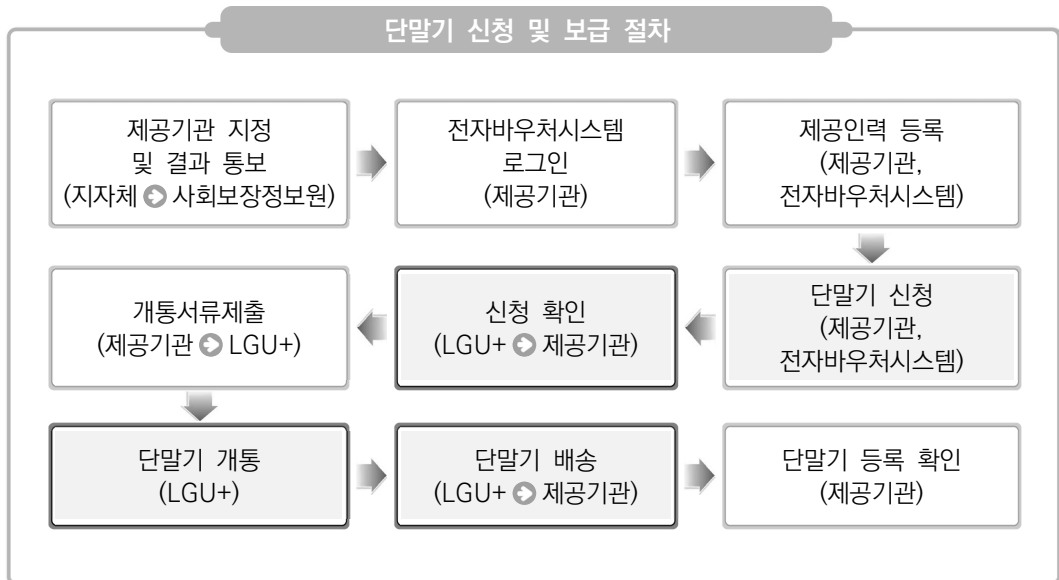 단말기 신청 및 보급 절차
제공기관 지정
및 결과 통보
(지자체 ➲ 사회보장정보원)
전자바우처시스템
로그인
(제공기관)
제공인력 등록
(제공기관,
전자바우처시스템)
단말기 신청
(제공기관,
전자바우처시스템)
신청 확인
(LGU+ ➲ 제공기관)
개통서류제출
(제공기관 ➲ LGU+)
단말기 개통
(LGU+)
단말기 배송
(LGU+ ➲ 제공기관)
단말기 등록 확인
(제공기관)